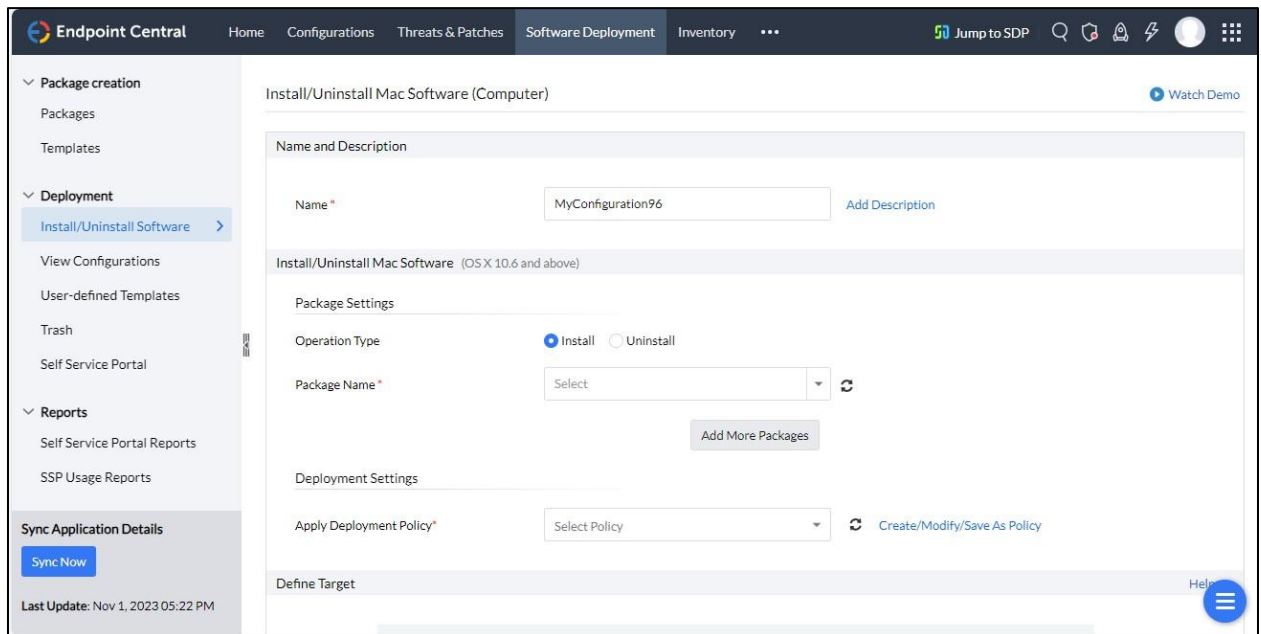 Endpoint Central Home Configurations Threats & Patches Software Deployment Inventory ••• Jump to SDP
Package creation
Packages
Templates
Deployment
Install/Uninstall Software
View Configurations
User-defined Templates
Trash
Self Service Portal
Reports
Self Service Portal Reports
SSP Usage Reports
Sync Application Details
Sync Now
Last Update: Nov 1, 2023 05:22 PM
Install/Uninstall Mac Software (Computer) Watch Demo
Name and Description
Name * MyConfiguration96 Add Description
Install/Uninstall Mac Software (OS X 10.6 and above)
Package Settings
Operation Type Install Uninstall
Package Name * Select
Add More Packages
Deployment Settings
Apply Deployment Policy* Select Policy Create/Modify/Save As Policy
Define Target Help